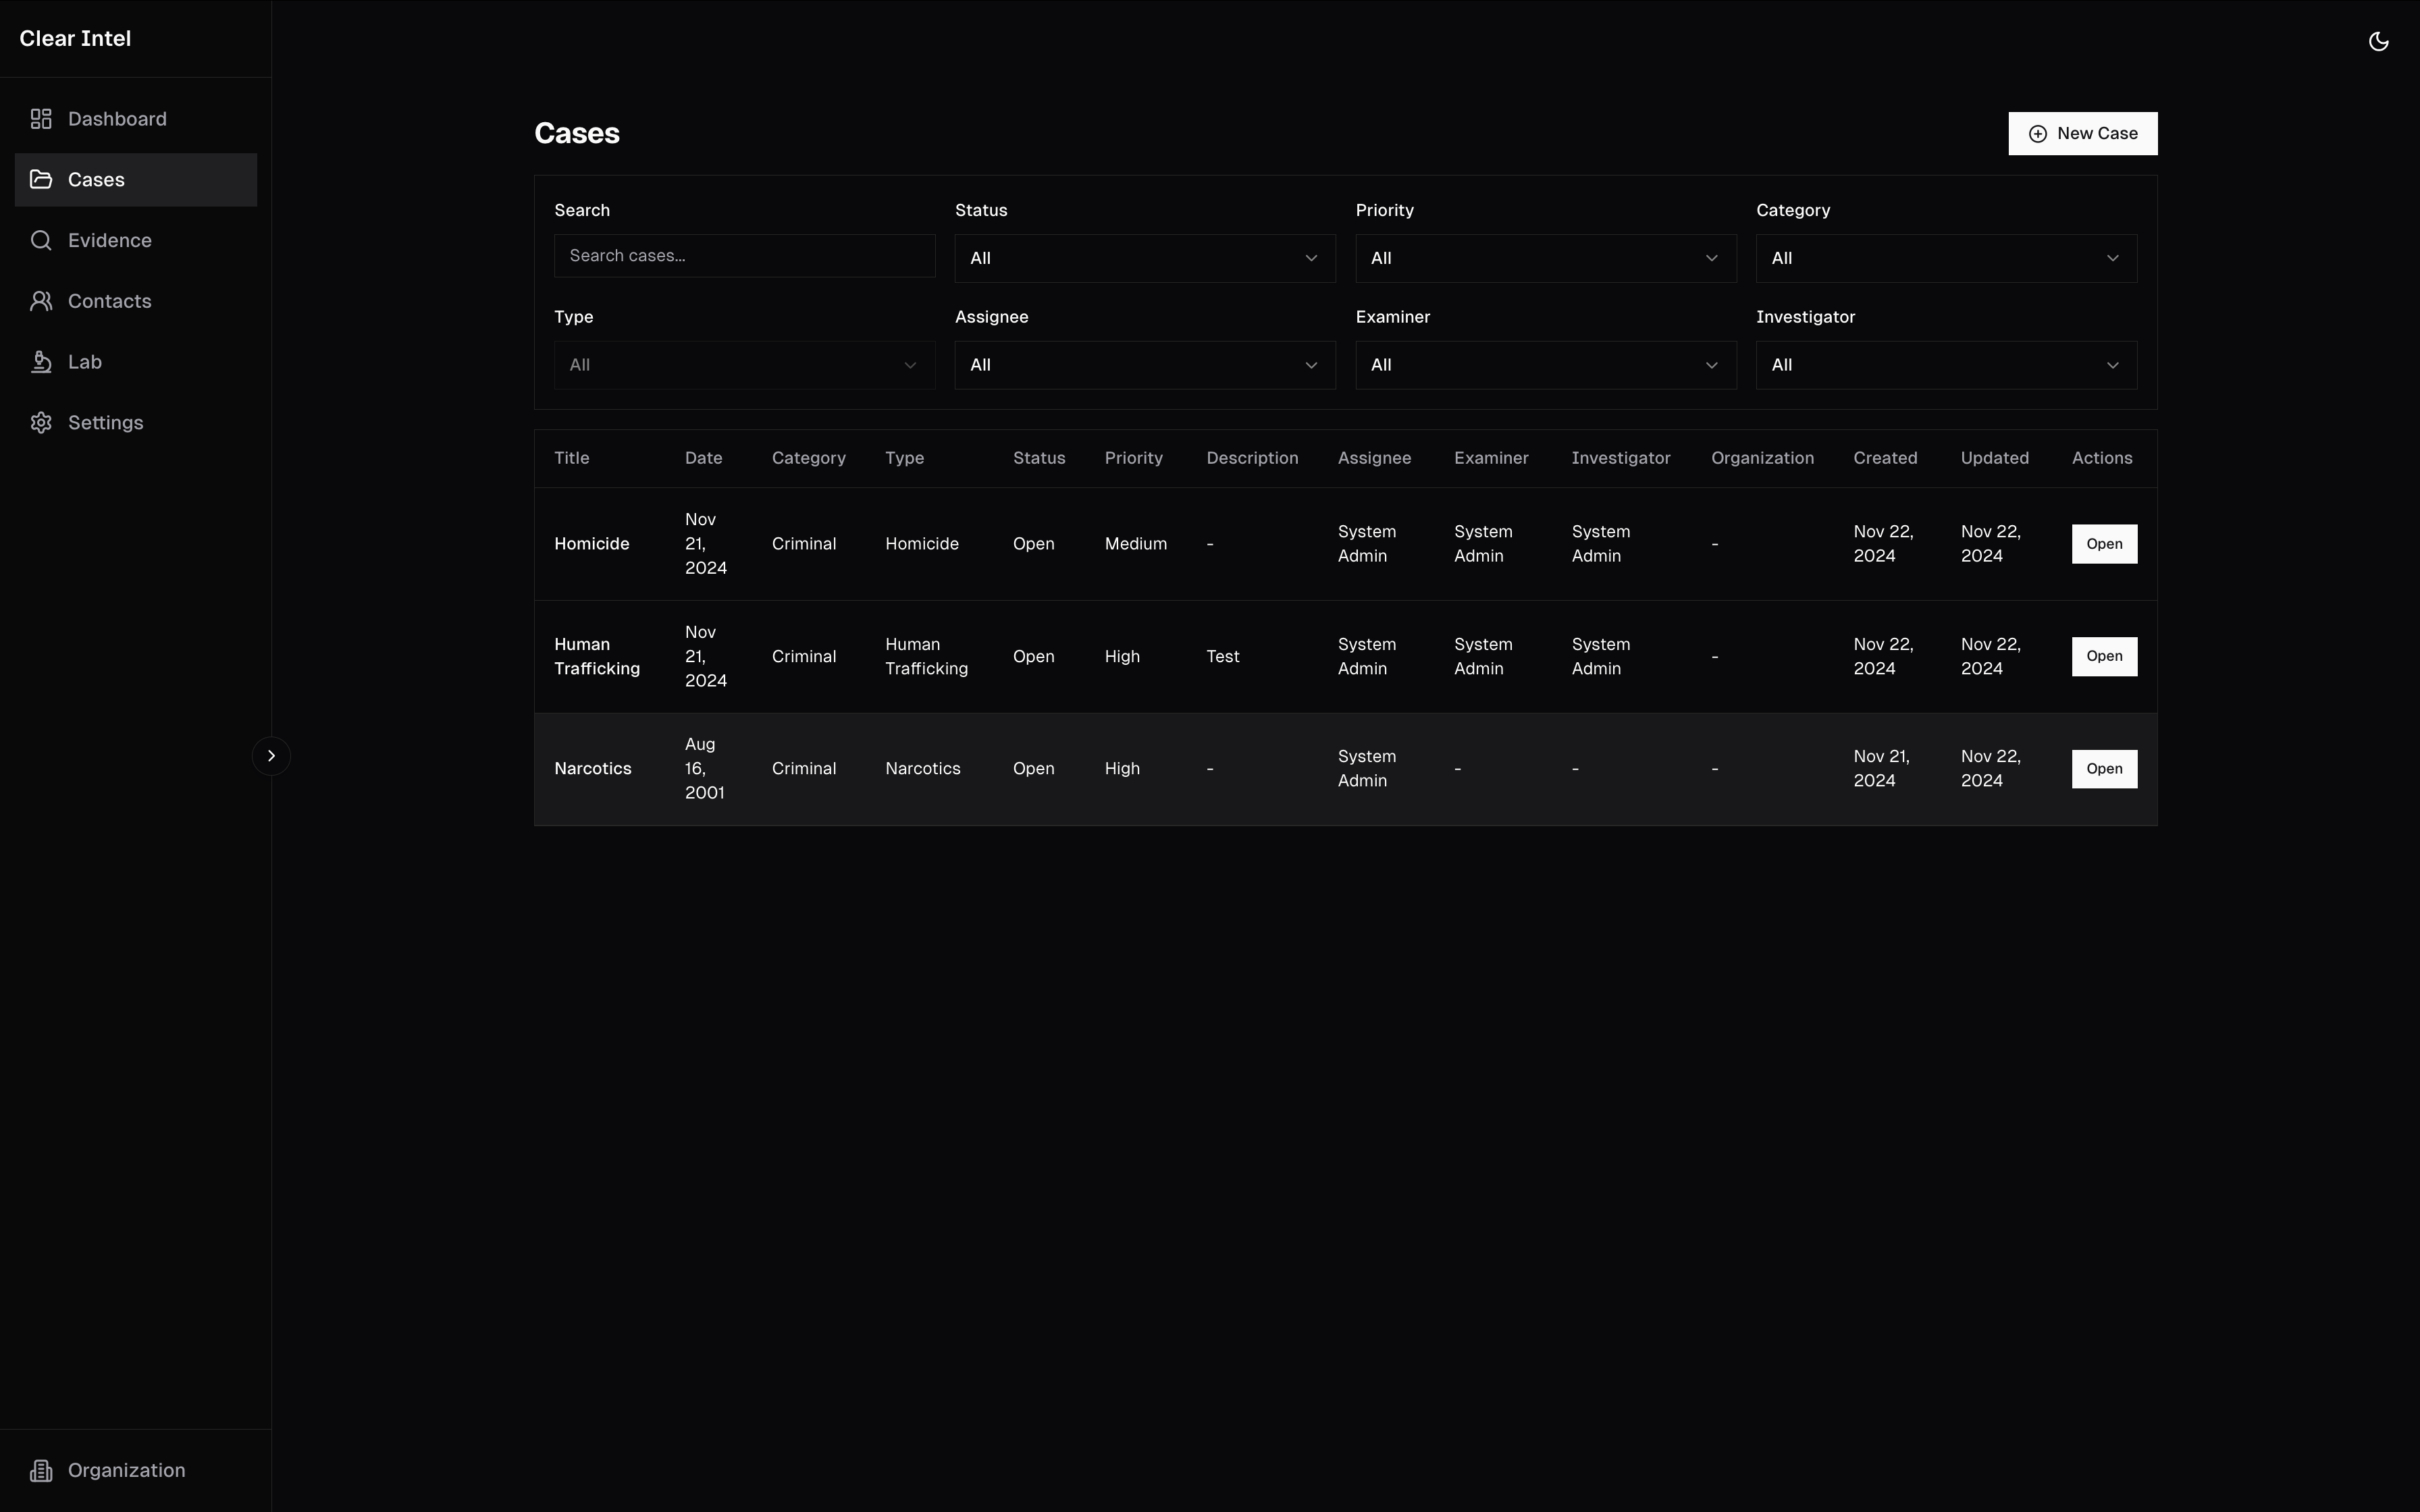 Clear Intel
Dashboard
Cases
Evidence
Contacts
Lab
Settings
Organization
Cases
New Case
Search
Status
Priority
Category
Search cases...
All
All
All
Type
Assignee
Examiner
Investigator
All
All
All
All
Title Date Category Type Status Priority Description Assignee Examiner Investigator Organization Created Updated Actions
Homicide Nov 21, 2024 Criminal Homicide Open Medium - System Admin System Admin System Admin - Nov 22, 2024 Nov 22, 2024 Open
Human Trafficking Nov 21, 2024 Criminal Human Trafficking Open High Test System Admin System Admin System Admin - Nov 22, 2024 Nov 22, 2024 Open
Narcotics Aug 16, 2001 Criminal Narcotics Open High - System Admin - - - Nov 21, 2024 Nov 22, 2024 Open